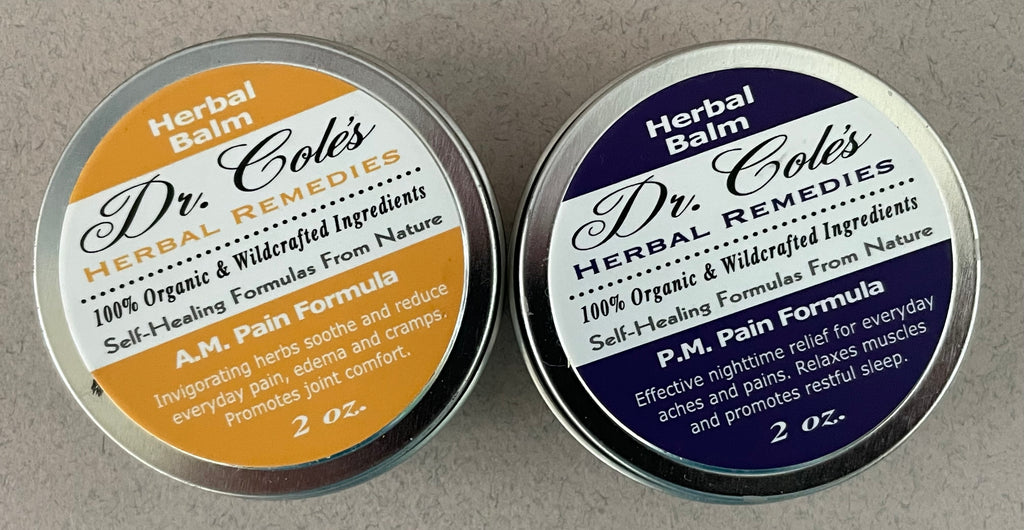 Herbal
Balm
Dr. Cole's
HERBAL REMEDIES
100% Organic & Wildcrafted Ingredients
Self-Healing Formulas From Nature
A.M. Pain Formula
Invigorating herbs soothe and reduce
everyday pain, edema and cramps.
Promotes joint comfort.
2 oz.
Herbal
Balm
Dr. Cole's
HERBAL REMEDIES
100% Organic & Wildcrafted Ingredients
Self-Healing Formulas From Nature
P.M. Pain Formula
Effective nighttime relief for everyday
aches and pains. Relaxes muscles
and promotes restful sleep.
2 oz.